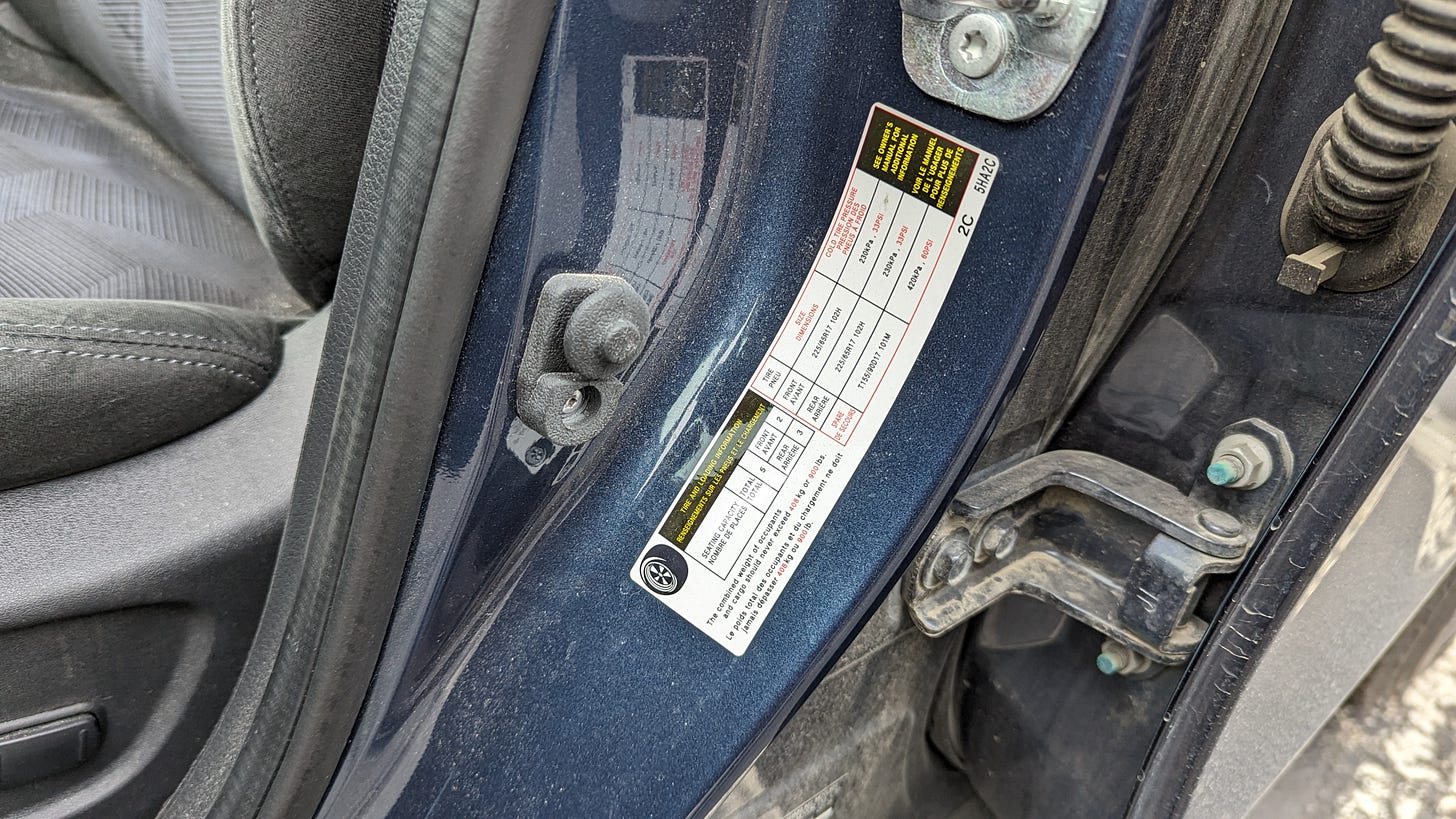 TIRE AND LOADING INFORMATION
RENSEIGNEMENTS SUR LES PNEUS ET LE CHARGEMENT
SEATING CAPACITY
NOMBRE DE PLACES
TOTAL
TOTAL
5
FRONT
AVANT
2
REAR
ARRIÈRE
3
The combined weight of occupants
and cargo should never exceed 408 kg or 900 lbs.
Le poids total des occupants et du chargement ne doit
jamais dépasser 408 kg ou 900 lb.
TIRE
PNEU
SIZE
DIMENSIONS
COLD TIRE PRESSURE
PRESSION DES
PNEUS À FROID
FRONT
AVANT
225/65R17 102H
230kPa , 33PSI
REAR
ARRIÈRE
225/65R17 102H
230kPa , 33PSI
SPARE
DE SECOURS
T155/90D17 101M
420kPa , 60PSI
SEE OWNER'S
MANUAL FOR
ADDITIONAL
INFORMATION
VOIR LE MANUEL
DE L'USAGER
POUR PLUS DE
RENSEIGNEMENTS
2C 5HA2C